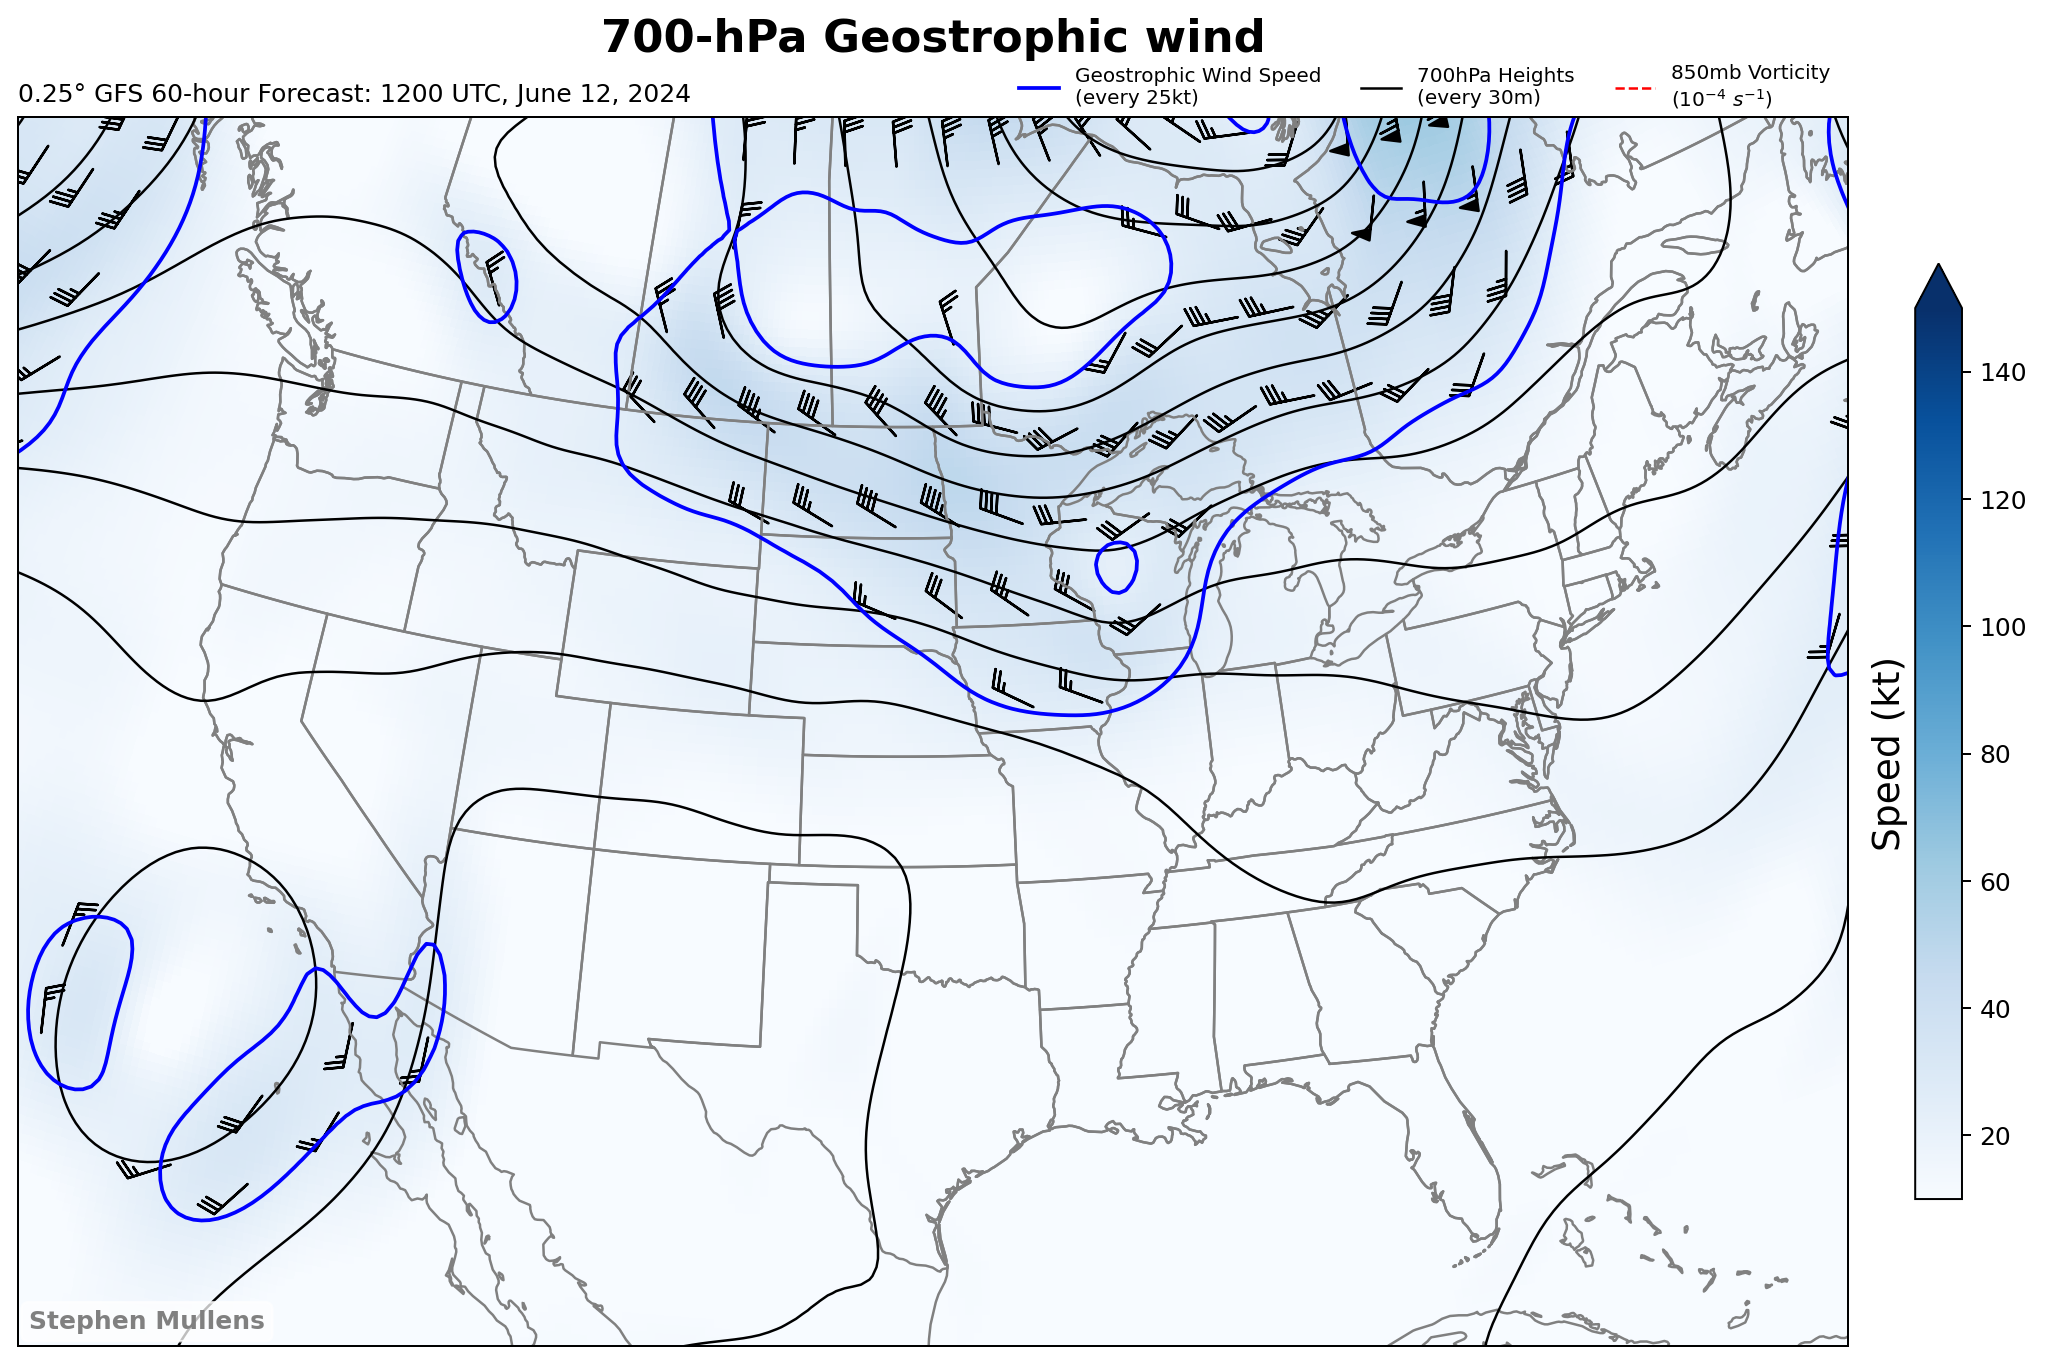 700-hPa Geostrophic wind
0.25° GFS 60-hour Forecast: 1200 UTC, June 12, 2024
Geostrophic Wind Speed
(every 25kt)
700hPa Heights
(every 30m)
850mb Vorticity
(10⁻⁴ s⁻¹)
140
120
100
80
60
40
20
Speed (kt)
Stephen Mullens